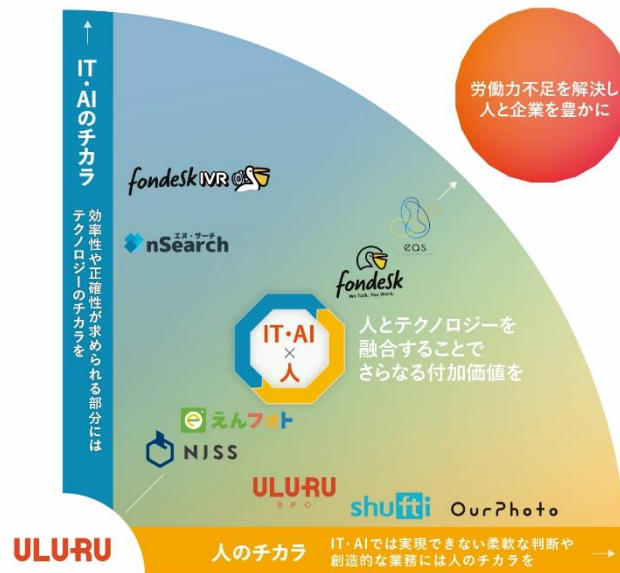 労働力不足を解決し
人と企業を豊かに
IT・AIのチカラ
効率性や正確性が求められる部分には
テクノロジーのチカラを
fondesk IVR
エヌ・サーチ
nSearch
eas
fondesk
We Talk, You Work.
IT・AI
×
人
人とテクノロジーを
融合することで
さらなる付加価値を
えんフォト
NJSS
ULURU
BPO
shufti
OurPhoto
ULURU
人のチカラ
IT・AIでは実現できない柔軟な判断や
創造的な業務には人のチカラを